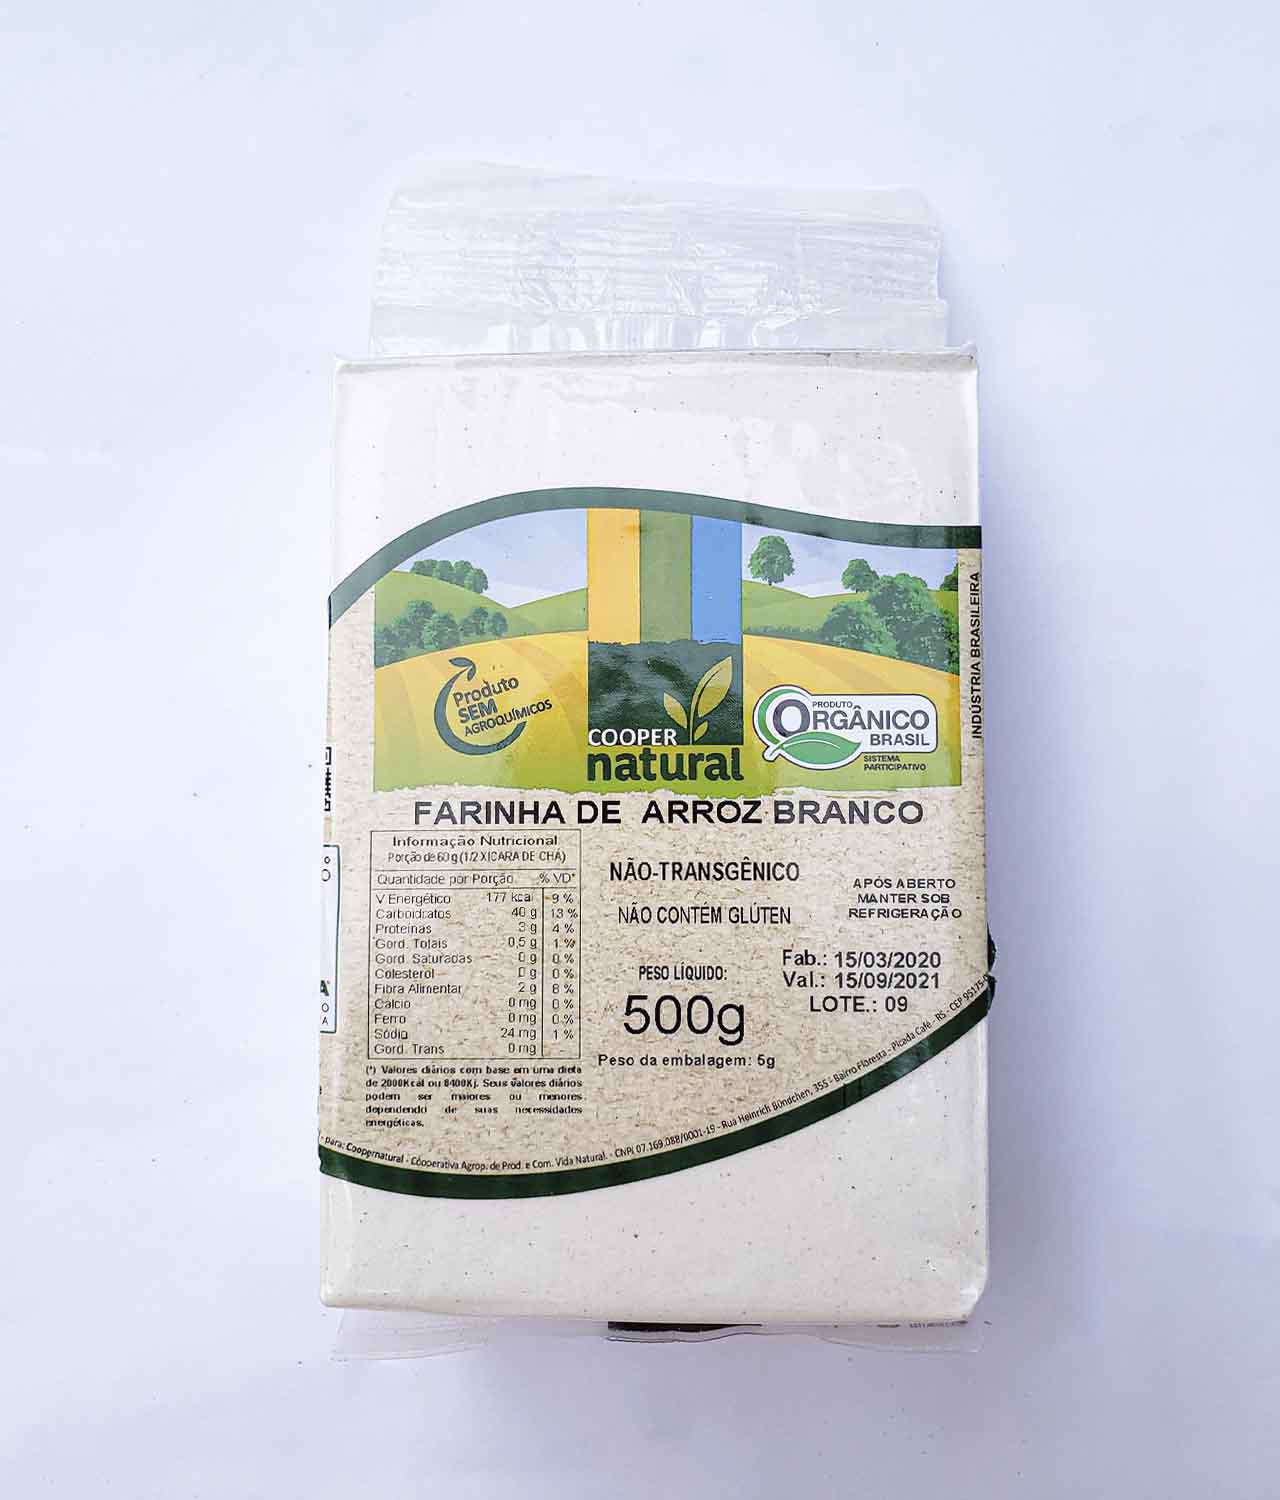 INDÚSTRIA BRASILEIRA
Produto
SEM
AGROQUÍMICOS
COOPER
natural
PRODUTO
ORGÂNICO
BRASIL
SISTEMA
PARTICIPATIVO
FARINHA DE ARROZ BRANCO
Informação Nutricional
Porção de 60 g (1/2 XICARA DE CHÁ)
Quantidade por Porção % VD*
V Energético 177 kcal 9 %
Carboidratos 40 g 13 %
Proteínas 3 g 4 %
Gord. Totais 0,5 g 1 %
Gord. Saturadas 0 g 0 %
Colesterol 0 g 0 %
Fibra Alimentar 2 g 8 %
Cálcio 0 mg 0 %
Ferro 0 mg 0 %
Sódio 24 mg 1 %
Gord. Trans 0 mg -
(*) Valores diários com base em uma dieta
de 2000Kcal ou 8400Kj. Seus valores diários
podem ser maiores ou menores
dependendo de suas necessidades
energéticas.
NÃO-TRANSGÊNICO
NÃO CONTÉM GLÚTEN
PESO LÍQUIDO:
500g
Peso da embalagem: 5g
APÓS ABERTO
MANTER SOB
REFRIGERAÇÃO
Fab.: 15/03/2020
Val.: 15/09/2021
LOTE.: 09
para: Coopernatural - Cooperativa Agrop. de Prod. e Com. Vida Natural. - CNPJ 07.169.088/0001-19 - Rua Heinrich Bündchen, 355 - Bairro Floresta - Picada Café - RS - CEP 95175-